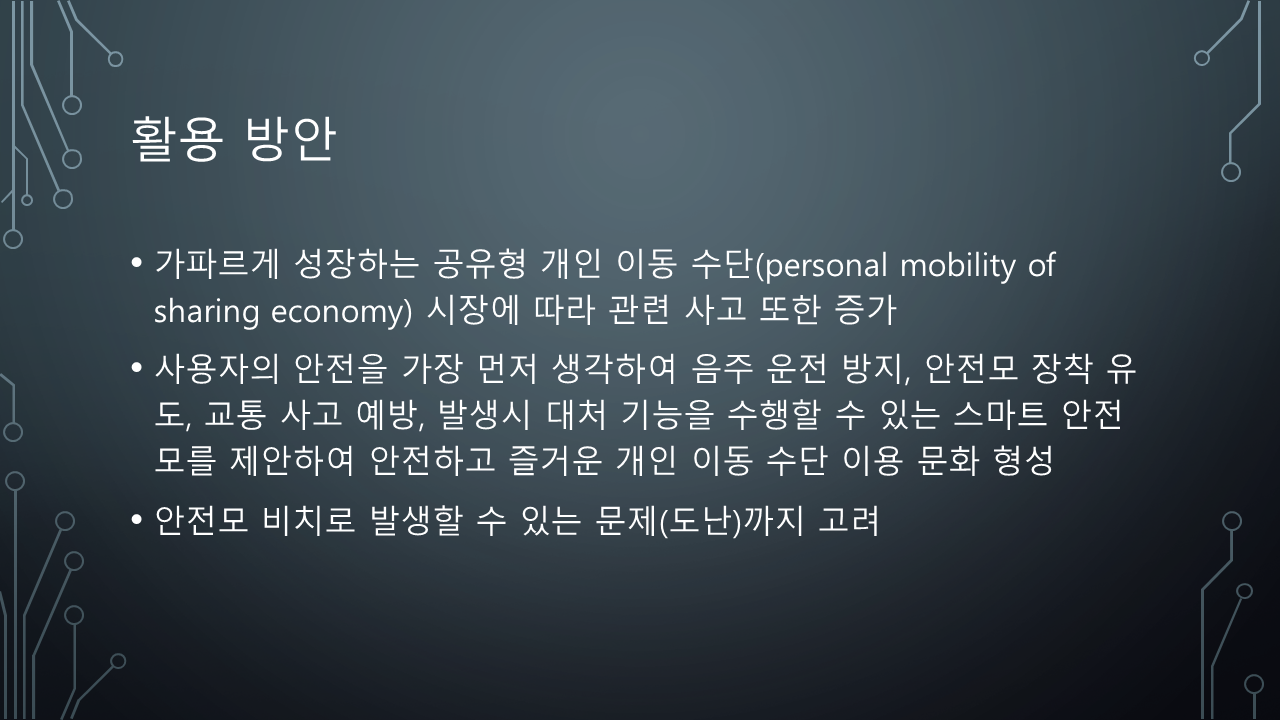 활용 방안
• 가파르게 성장하는 공유형 개인 이동 수단(personal mobility of
sharing economy) 시장에 따라 관련 사고 또한 증가
• 사용자의 안전을 가장 먼저 생각하여 음주 운전 방지, 안전모 장착 유
도, 교통 사고 예방, 발생시 대처 기능을 수행할 수 있는 스마트 안전
모를 제안하여 안전하고 즐거운 개인 이동 수단 이용 문화 형성
• 안전모 비치로 발생할 수 있는 문제(도난)까지 고려